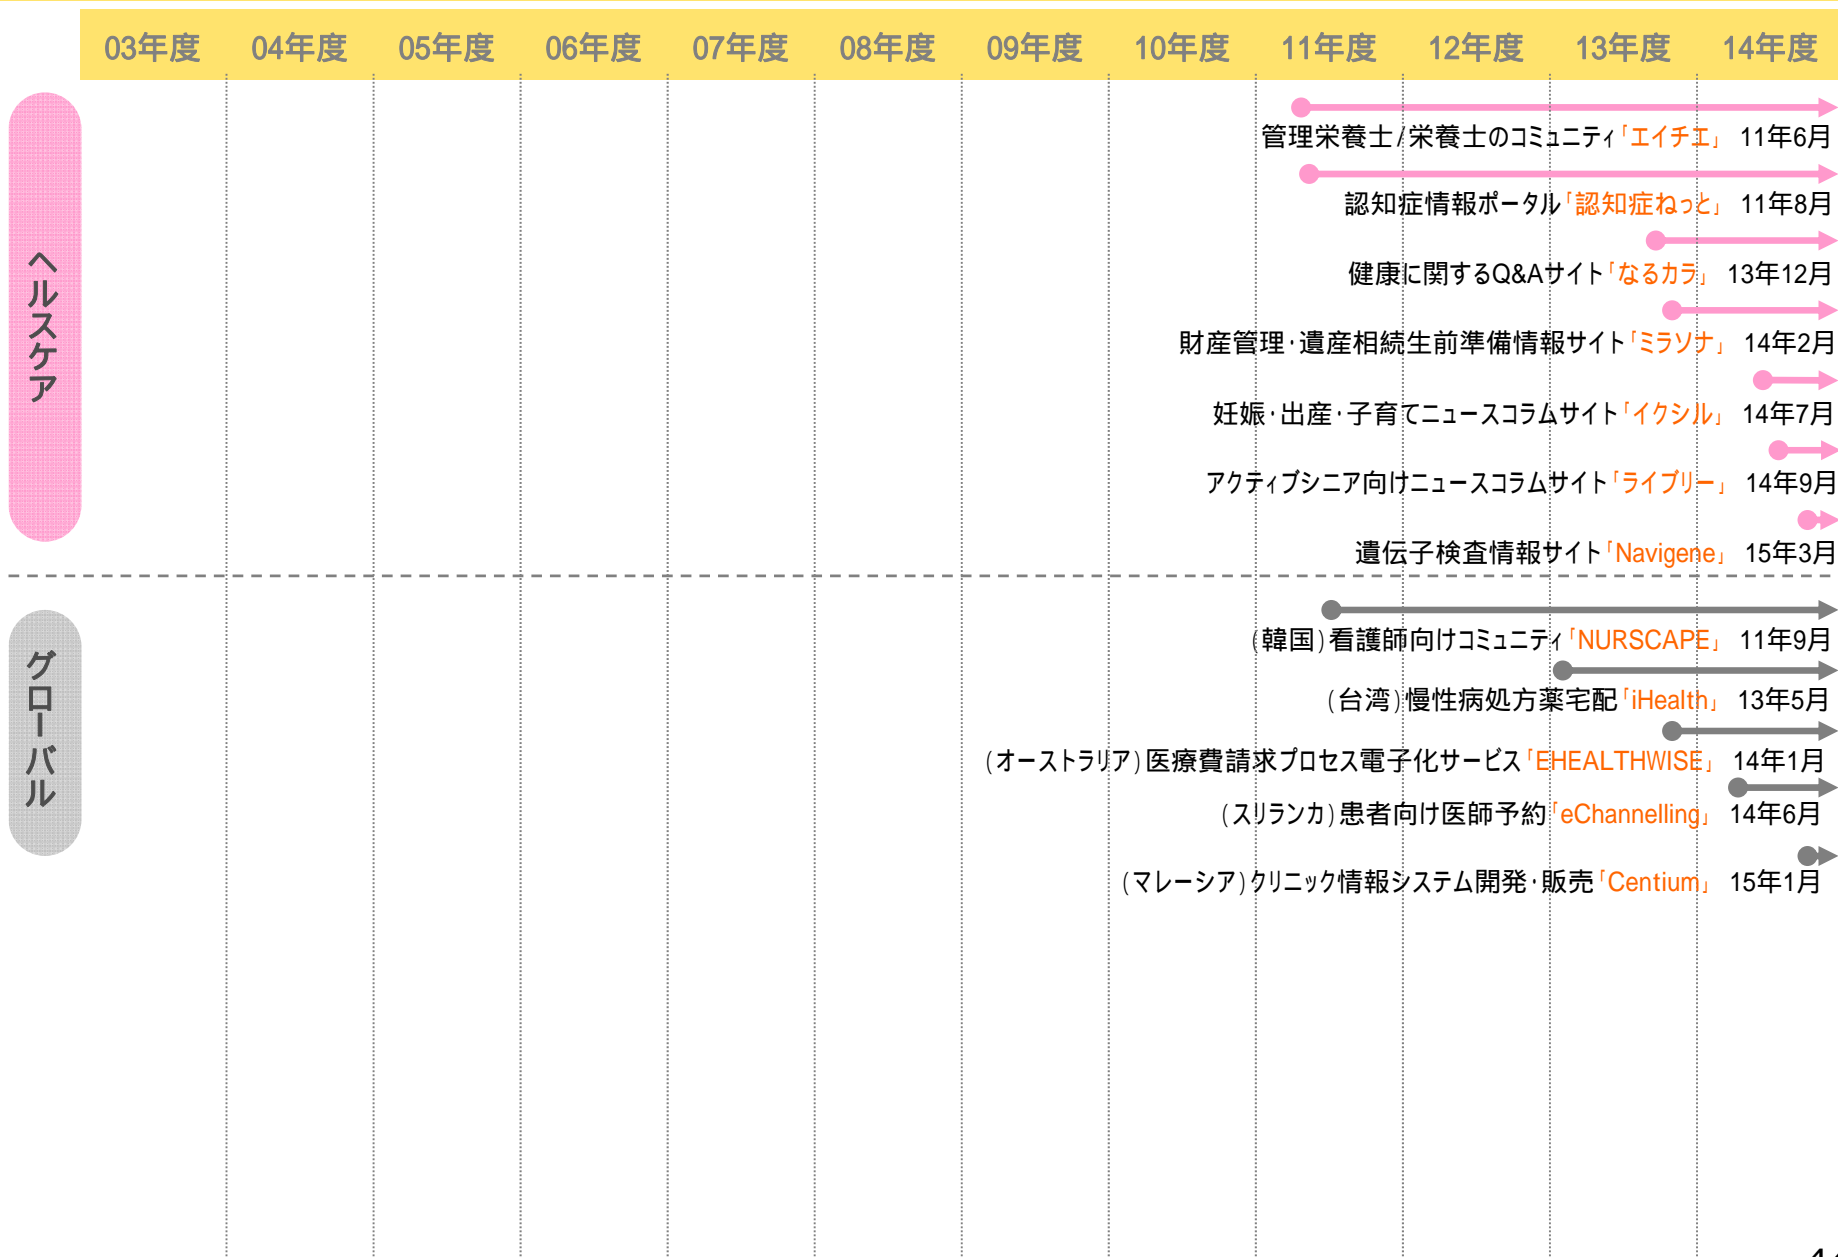 03年度 04年度 05年度 06年度 07年度 08年度 09年度 10年度 11年度 12年度 13年度 14年度
ヘルスケア
管理栄養士/栄養士のコミュニティ「エイチエ」 11年6月
認知症情報ポータル「認知症ねっと」 11年8月
健康に関するQ&Aサイト「なるカラ」 13年12月
財産管理・遺産相続生前準備情報サイト「ミラソナ」 14年2月
妊娠・出産・子育てニュースコラムサイト「イクシル」 14年7月
アクティブシニア向けニュースコラムサイト「ライブリー」 14年9月
遺伝子検査情報サイト「Navigene」 15年3月
グローバル
(韓国)看護師向けコミュニティ「NURSCAPE」 11年9月
(台湾)慢性病処方薬宅配「iHealth」 13年5月
(オーストラリア)医療費請求プロセス電子化サービス「EHEALTHWISE」 14年1月
(スリランカ)患者向け医師予約「eChannelling」 14年6月
(マレーシア)クリニック情報システム開発・販売「Centium」 15年1月